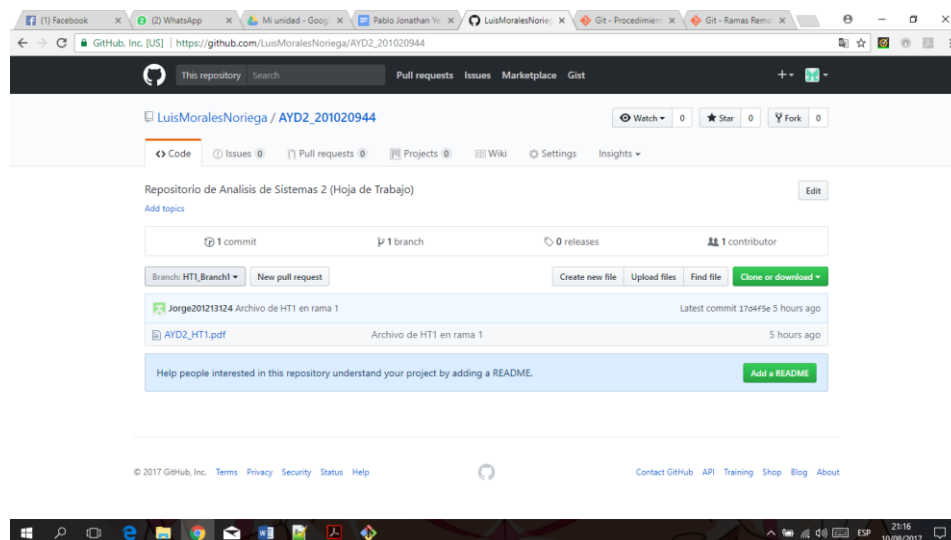 (1) Facebook (2) WhatsApp Mi unidad - Goog Pablo Jonathan Ye LuisMoralesNorieg Git - Procedimient Git - Ramas Remo
GitHub, Inc. [US] | https://github.com/LuisMoralesNoriega/AYD2_201020944
This repository Search Pull requests Issues Marketplace Gist
LuisMoralesNoriega / AYD2_201020944 Watch 0 Star 0 Fork 0
Code Issues 0 Pull requests 0 Projects 0 Wiki Settings Insights
Repositorio de Analisis de Sistemas 2 (Hoja de Trabajo) Edit
Add topics
1 commit 1 branch 0 releases 1 contributor
Branch: HT1_Branch1 New pull request Create new file Upload files Find file Clone or download
Jorge201213124 Archivo de HT1 en rama 1 Latest commit 17d4f5e 5 hours ago
AYD2_HT1.pdf Archivo de HT1 en rama 1 5 hours ago
Help people interested in this repository understand your project by adding a README. Add a README
© 2017 GitHub, Inc. Terms Privacy Security Status Help Contact GitHub API Training Shop Blog About
ESP 21:16
10/08/2017